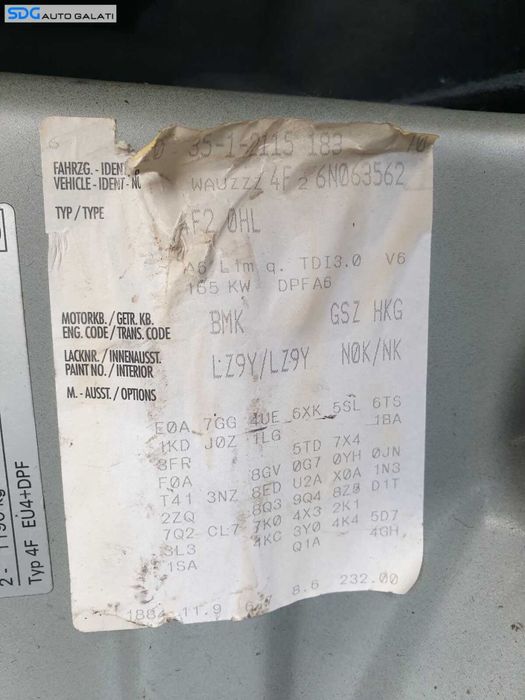 SDG AUTO GALATI
35-1-2115 183
FAHRZG. - IDENT
VEHICLE - IDENT - NO
WAUZZZ 4F 2 6N063562
TYP / TYPE
4F2 0HL
A6 Lim q. TDI3.0 V6
165 KW DPFA6
MOTORKB. / GETR. KB.
ENG. CODE / TRANS. CODE
BMK GSZ HKG
LACKNR. / INNENAUSST.
PAINT NO. / INTERIOR
LZ9Y/LZ9Y N0K/NK
M. - AUSST. / OPTIONS
E0A 7GG 4UE 6XK 5SL 6TS
1KD J0Z 1LG 1BA
8FR 5TD 7X4
F0A 8GV 0G7 0YH 0JN
T41 3NZ 8ED U2A X0A 1N3
2ZQ 8Q3 9Q4 8Z5 D1T
7Q2 CL7 7K0 4X3 2K1
3L3 4KC 3Y0 4K4 5D7
1SA Q1A 4GH
8.6 232.00
Typ 4F EU4+DPF